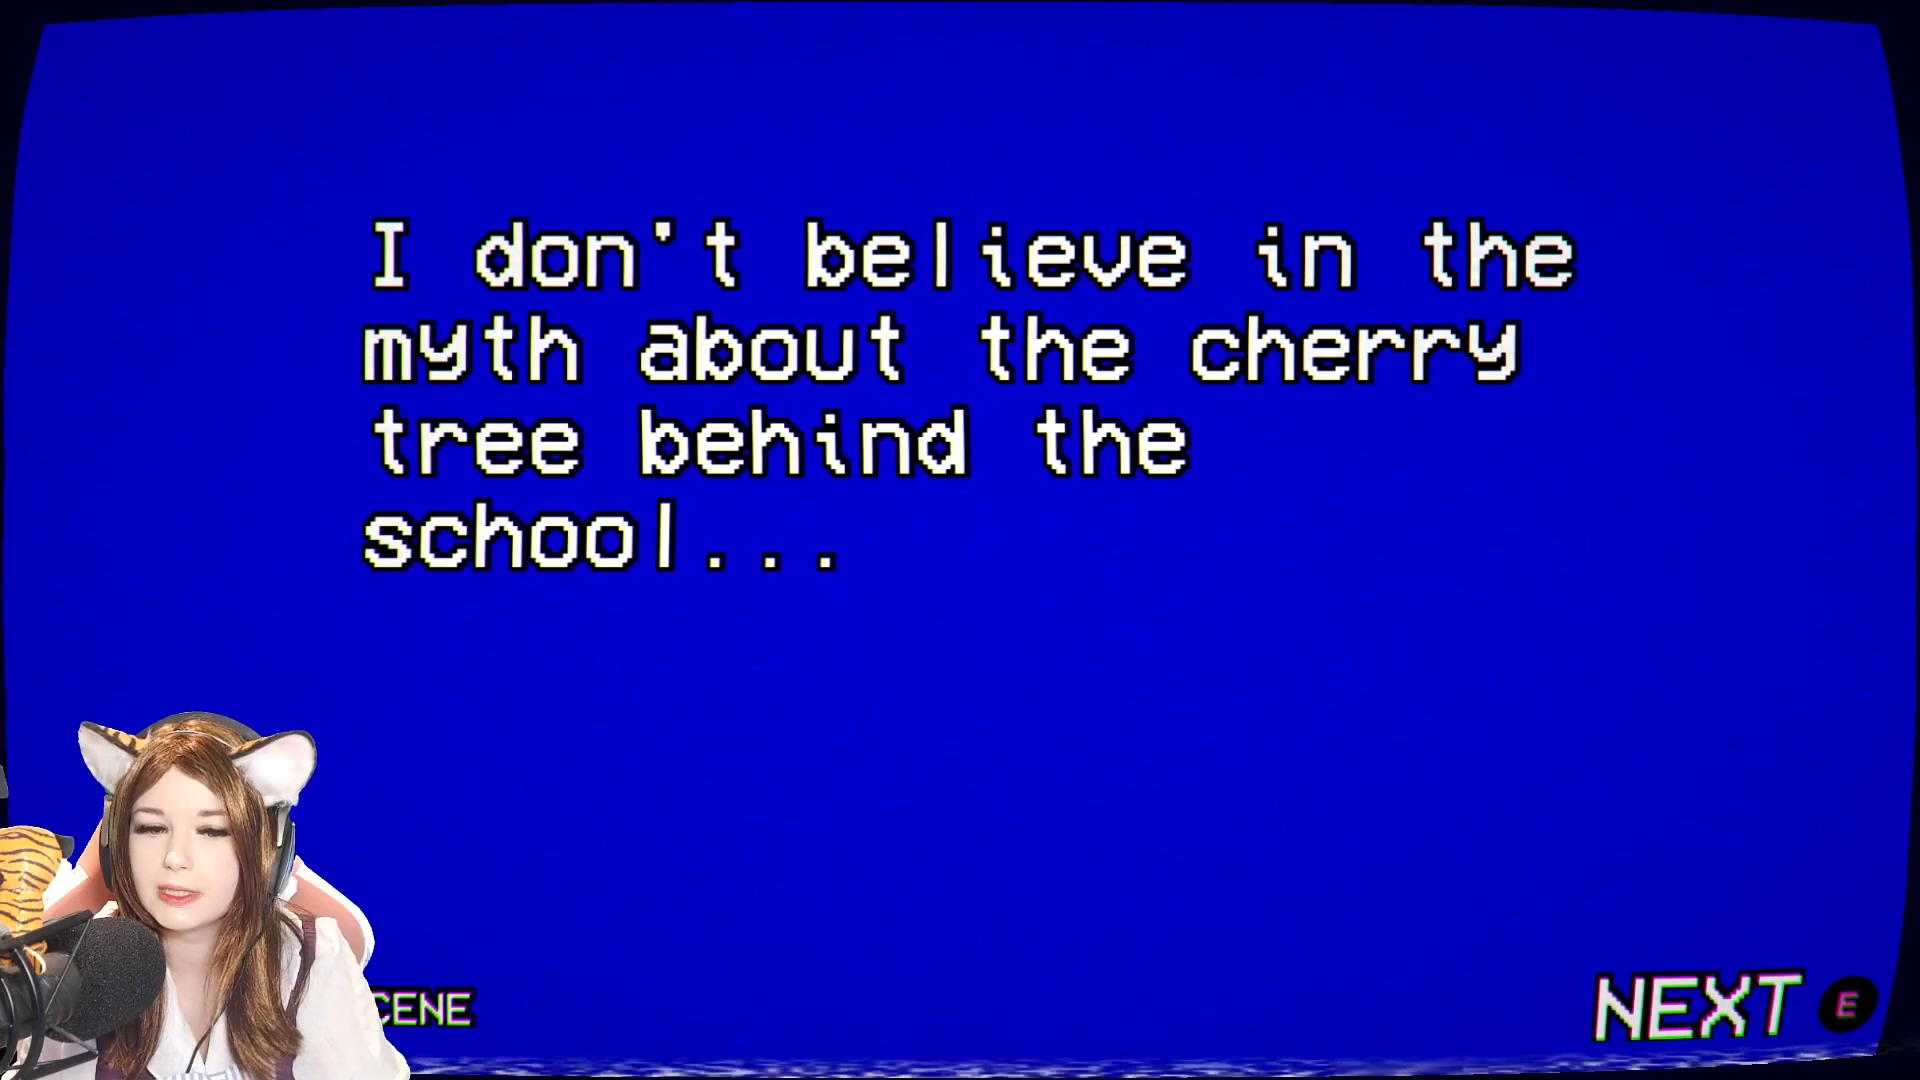 I don't believe in the
myth about the cherry
tree behind the
school...
CENE
NEXT E